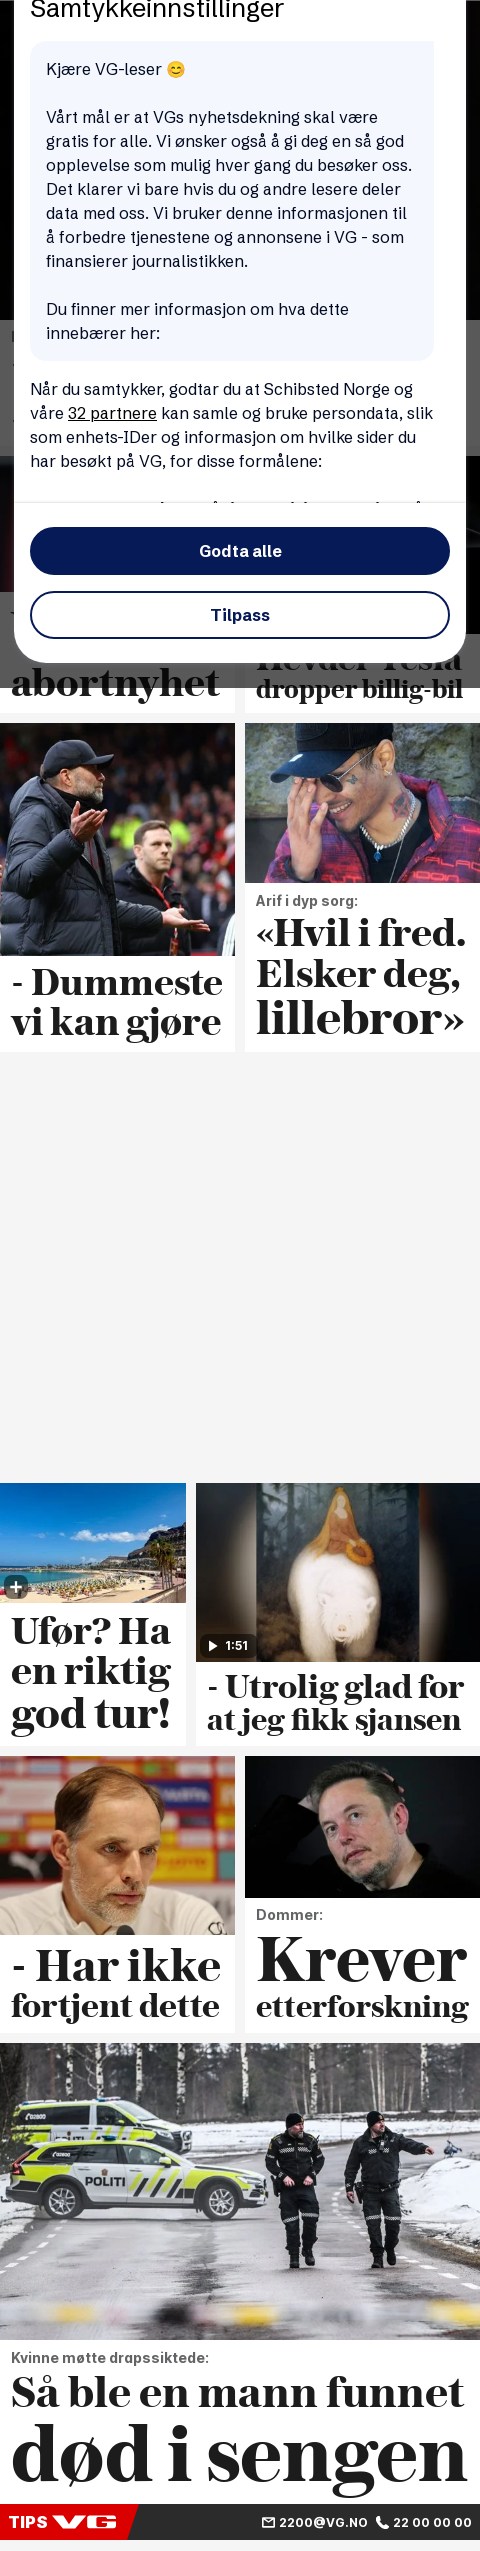 Samtykkeinnstillinger
Kjære VG-leser 😊
Vårt mål er at VGs nyhetsdekning skal være
gratis for alle. Vi ønsker også å gi deg en så god
opplevelse som mulig hver gang du besøker oss.
Det klarer vi bare hvis du og andre lesere deler
data med oss. Vi bruker denne informasjonen til
å forbedre tjenestene og annonsene i VG - som
finansierer journalistikken.
Du finner mer informasjon om hva dette
innebærer her:
Når du samtykker, godtar du at Schibsted Norge og
våre 32 partnere kan samle og bruke persondata, slik
som enhets-IDer og informasjon om hvilke sider du
har besøkt på VG, for disse formålene:
Godta alle
Tilpass
abortnyhet
Hevder Tesla
dropper billig-bil
- Dummeste
vi kan gjøre
Arif i dyp sorg:
«Hvil i fred.
Elsker deg,
lillebror»
Ufør? Ha
en riktig
god tur!
1:51
- Utrolig glad for
at jeg fikk sjansen
- Har ikke
fortjent dette
Dommer:
Krever
etterforskning
POLITI
Kvinne møtte drapssiktede:
Så ble en mann funnet
død i sengen
TIPS VG
2200@VG.NO 22 00 00 00